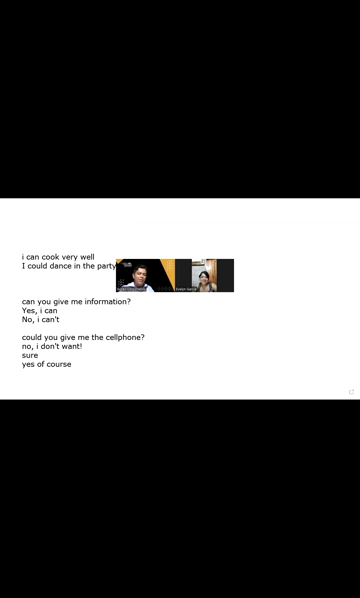 i can cook very well
I could dance in the party
can you give me information?
Yes, i can
No, i can't
could you give me the cellphone?
no, i don't want!
sure
yes of course